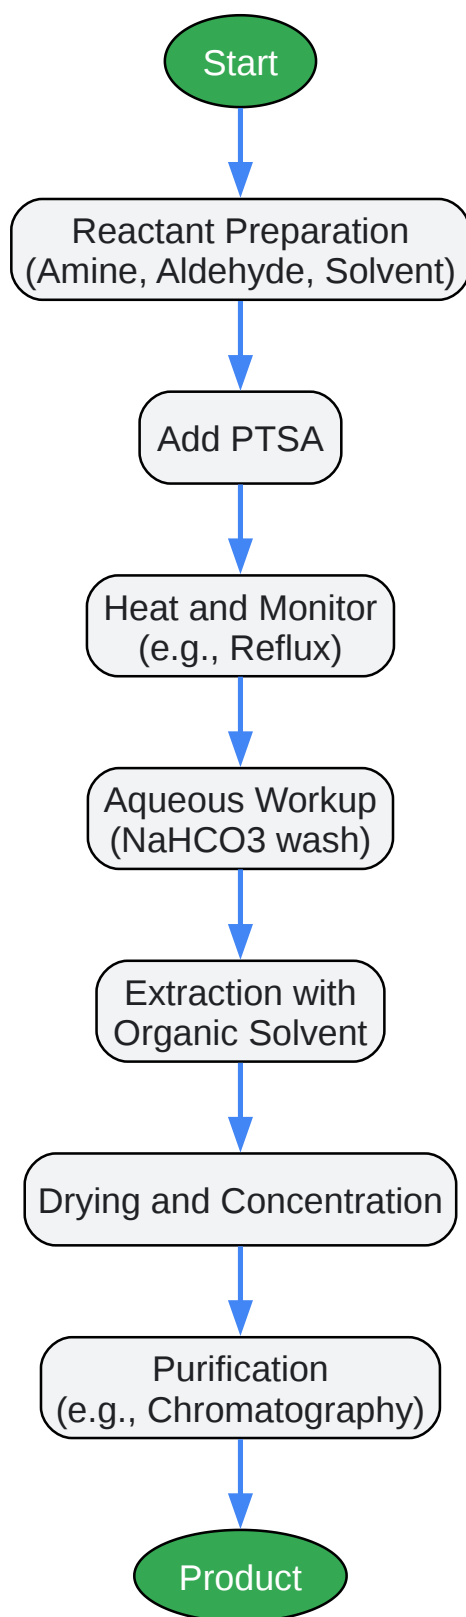 Start
Reactant Preparation
(Amine, Aldehyde, Solvent)
Add PTSA
Heat and Monitor
(e.g., Reflux)
Aqueous Workup
(NaHCO3 wash)
Extraction with
Organic Solvent
Drying and Concentration
Purification
(e.g., Chromatography)
Product